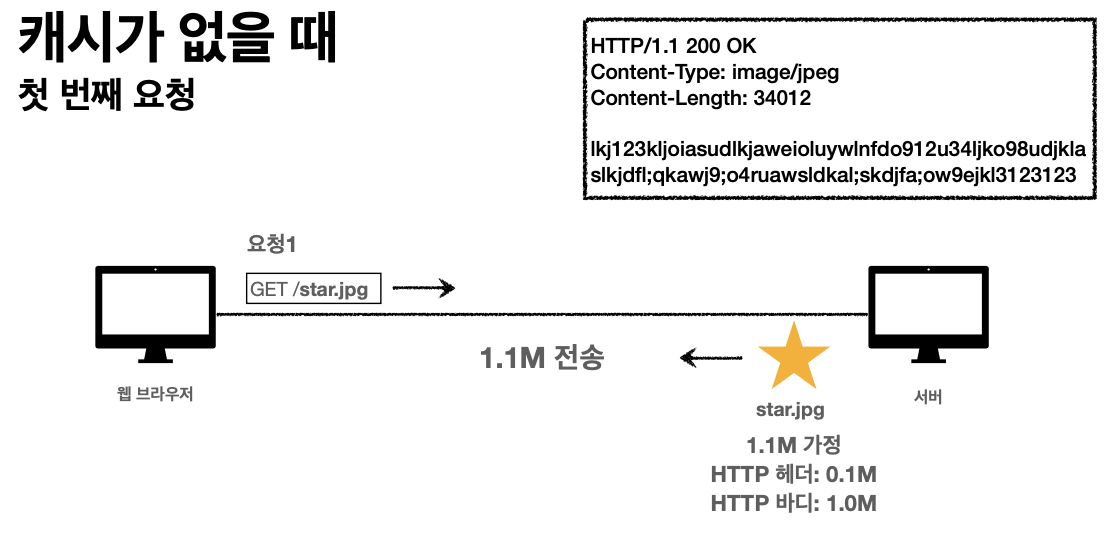 캐시가 없을 때
첫 번째 요청
HTTP/1.1 200 OK
Content-Type: image/jpeg
Content-Length: 34012
lkj123kljoiasudlkjaweioluywlnfdo912u34ljko98udjkla
slkjdfl;qkawj9;o4ruawsldkal;skdjfa;ow9ejkl3123123
요청1
GET /star.jpg
1.1M 전송
웹 브라우저
서버
star.jpg
1.1M 가정
HTTP 헤더: 0.1M
HTTP 바디: 1.0M